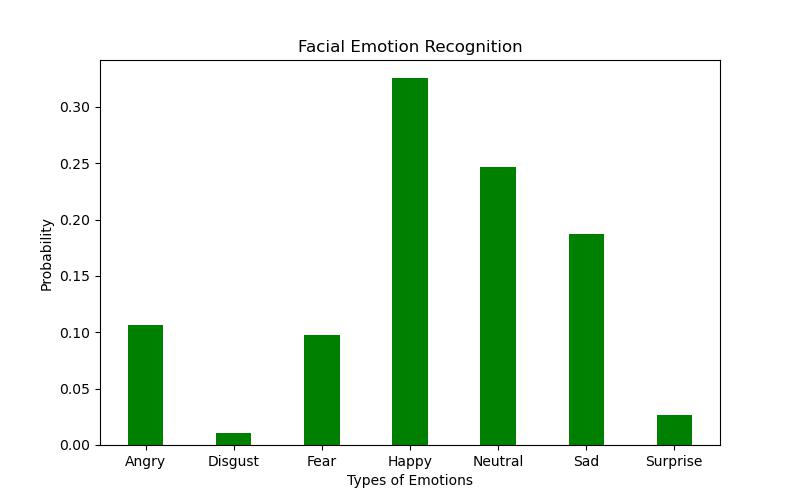 Facial Emotion Recognition
0.30
0.25
0.20
0.15
0.10
0.05
0.00
Probability
Angry Disgust Fear Happy Neutral Sad Surprise
Types of Emotions